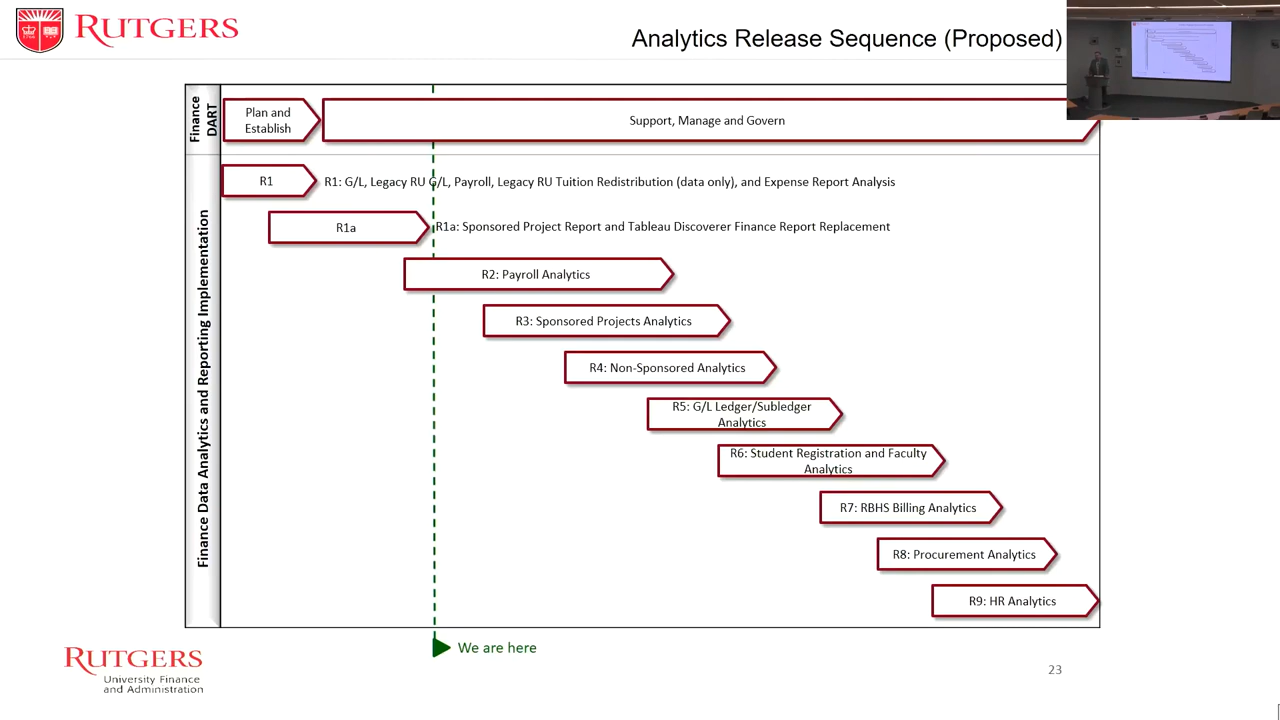 RUTGERS
Analytics Release Sequence (Proposed)
Finance
DART
Plan and
Establish
Support, Manage and Govern
Finance Data Analytics and Reporting Implementation
R1
R1: G/L, Legacy RU G/L, Payroll, Legacy RU Tuition Redistribution (data only), and Expense Report Analysis
R1a
R1a: Sponsored Project Report and Tableau Discoverer Finance Report Replacement
R2: Payroll Analytics
R3: Sponsored Projects Analytics
R4: Non-Sponsored Analytics
R5: G/L Ledger/Subledger
Analytics
R6: Student Registration and Faculty
Analytics
R7: RBHS Billing Analytics
R8: Procurement Analytics
R9: HR Analytics
We are here
RUTGERS
University Finance
and Administration
23